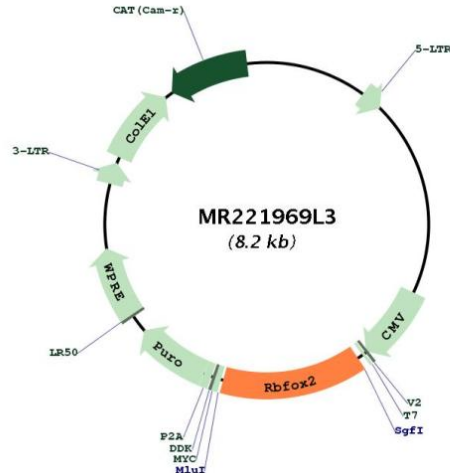 CAT(Cam-r)
5-LTR
ColE1
3-LTR
MR221969L3
(8.2 kb)
WPRE
CMV
LR50
Puro
Rbfox2
V2
T7
SgfI
P2A
DDK
MYC
MluI